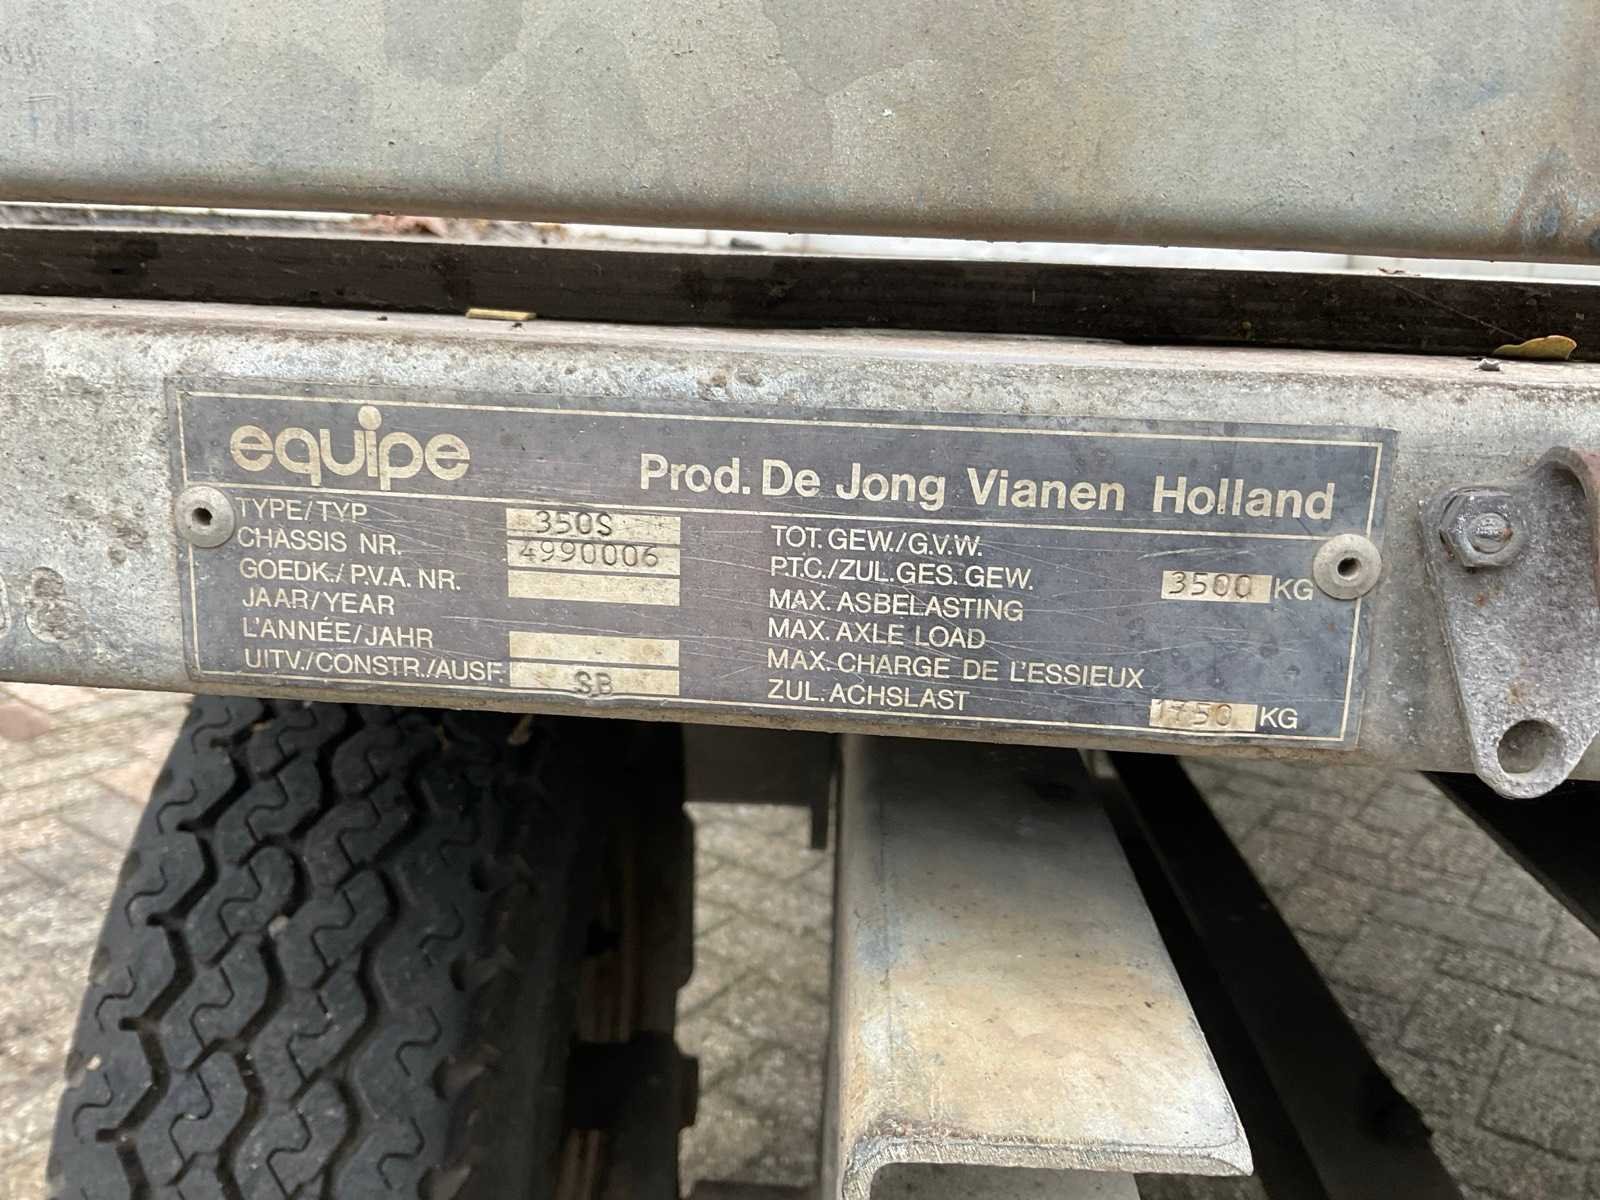 equipe Prod. De Jong Vianen Holland
TYPE/TYP 350S
CHASSIS NR. 4990006
GOEDK./P.V.A. NR.
JAAR/YEAR
L'ANNÉE/JAHR
UITV./CONSTR./AUSF. SB
TOT. GEW./G.V.W.
P.T.C./ZUL. GES. GEW. 3500 KG
MAX. ASBELASTING
MAX. AXLE LOAD
MAX. CHARGE DE L'ESSIEUX
ZUL. ACHSLAST 1750 KG